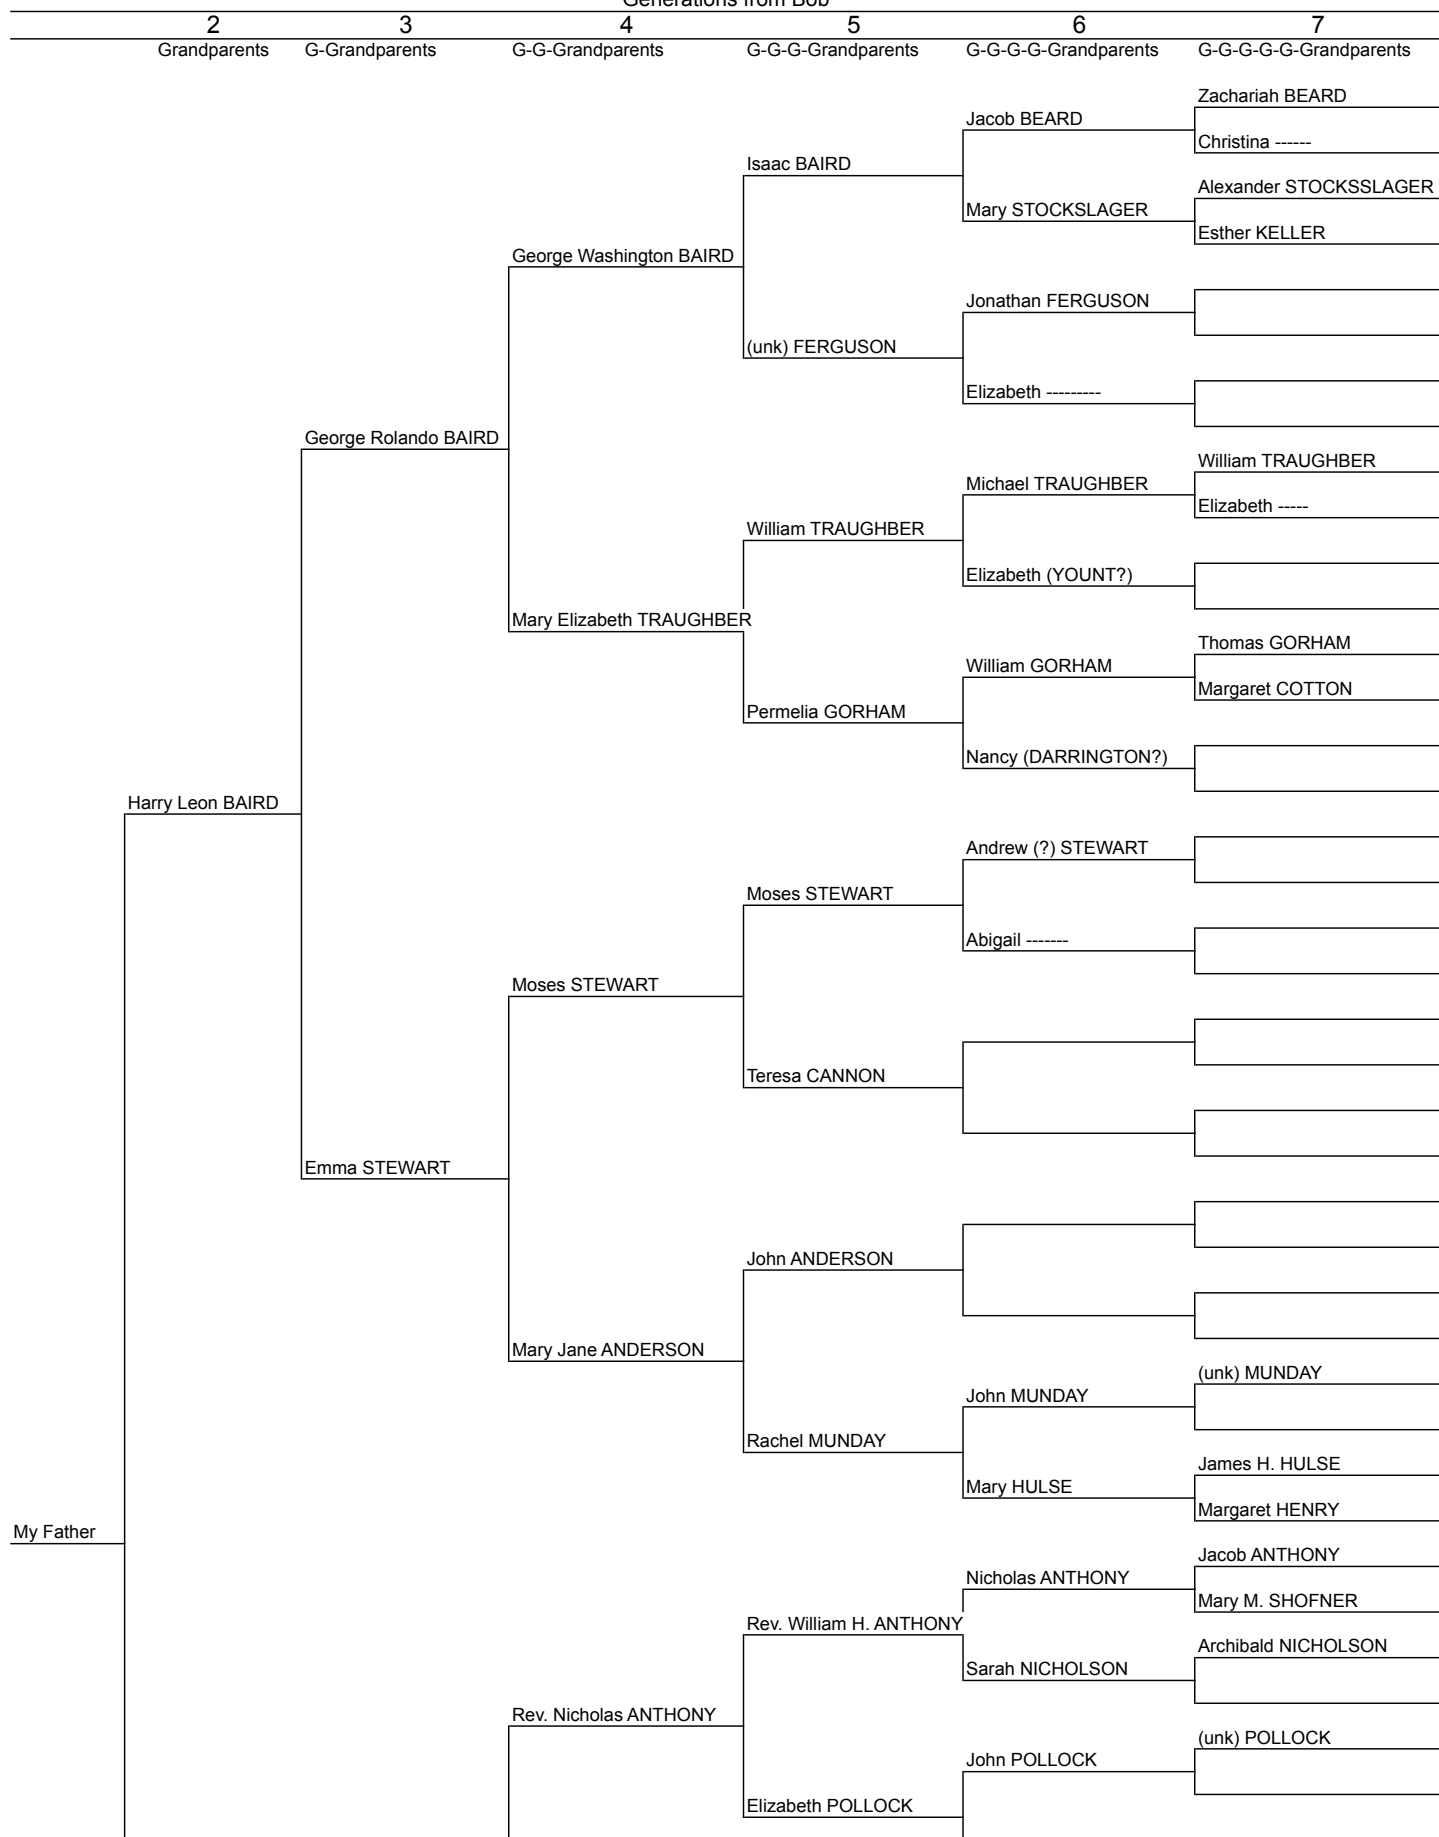 Generations from Bob
2 3 4 5 6 7
Grandparents G-Grandparents G-G-Grandparents G-G-G-Grandparents G-G-G-G-Grandparents G-G-G-G-G-Grandparents
Zachariah BEARD
Jacob BEARD
Christina ------
Isaac BAIRD
Alexander STOCKSSLAGER
Mary STOCKSLAGER
Esther KELLER
George Washington BAIRD
Jonathan FERGUSON
(unk) FERGUSON
Elizabeth ---------
George Rolando BAIRD
William TRAUGHBER
Michael TRAUGHBER
Elizabeth -----
William TRAUGHBER
Elizabeth (YOUNT?)
Mary Elizabeth TRAUGHBER
Thomas GORHAM
William GORHAM
Margaret COTTON
Permelia GORHAM
Nancy (DARRINGTON?)
Harry Leon BAIRD
Andrew (?) STEWART
Moses STEWART
Abigail -------
Moses STEWART
Teresa CANNON
Emma STEWART
John ANDERSON
Mary Jane ANDERSON
(unk) MUNDAY
John MUNDAY
Rachel MUNDAY
James H. HULSE
Mary HULSE
Margaret HENRY
My Father
Jacob ANTHONY
Nicholas ANTHONY
Mary M. SHOFNER
Rev. William H. ANTHONY
Archibald NICHOLSON
Sarah NICHOLSON
Rev. Nicholas ANTHONY
(unk) POLLOCK
John POLLOCK
Elizabeth POLLOCK